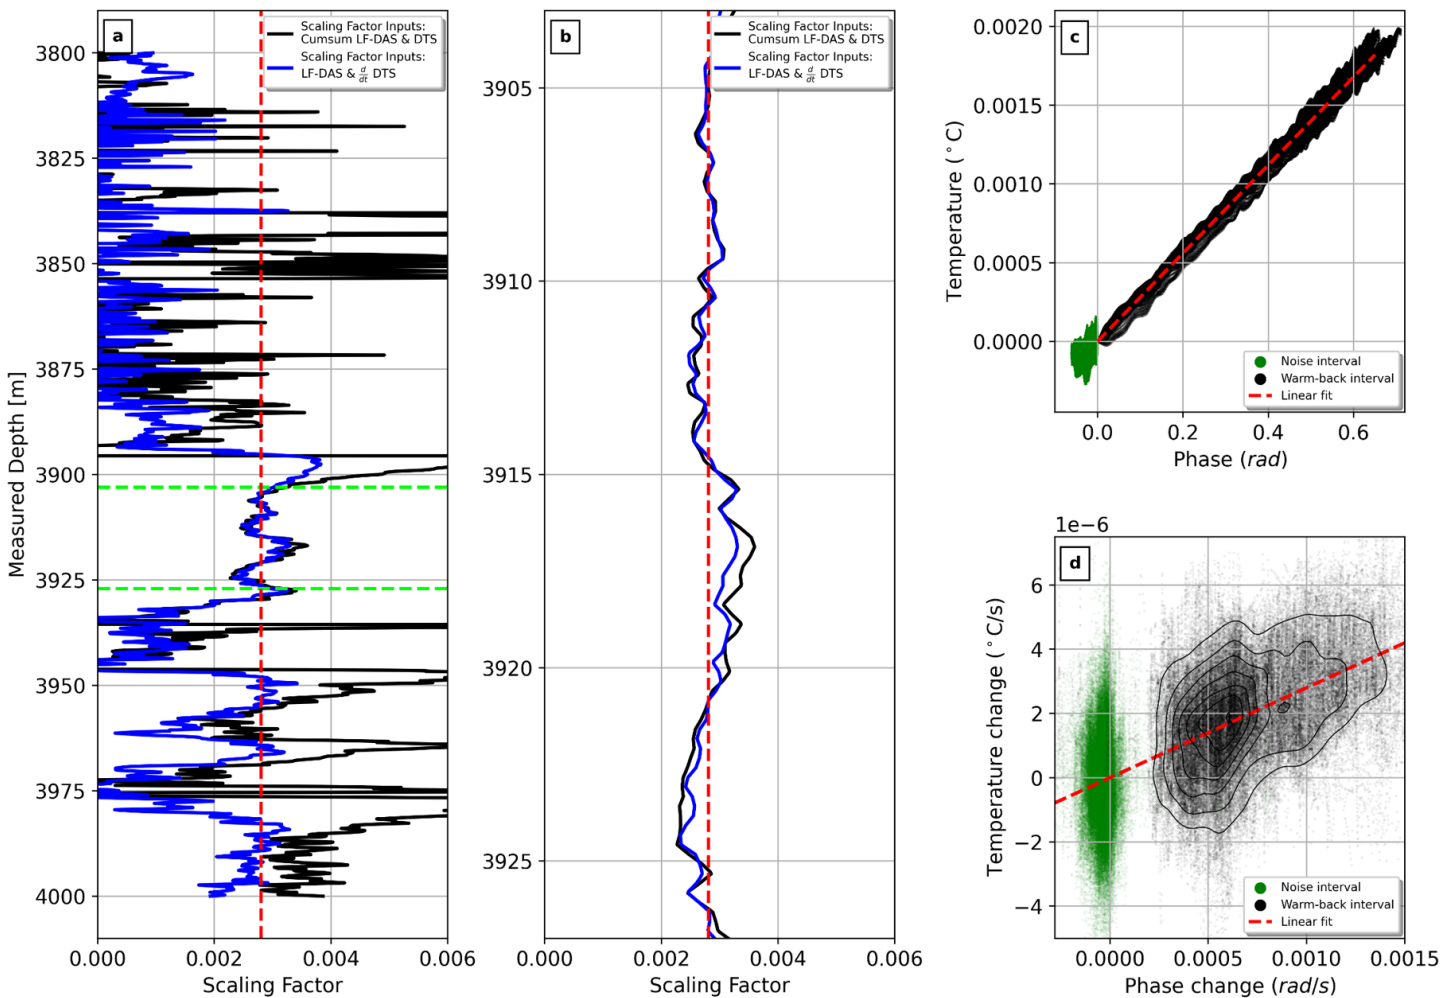 a
Scaling Factor Inputs:
Cumsum LF-DAS & DTS
Scaling Factor Inputs:
LF-DAS & d/dt DTS
3800
3825
3850
3875
3900
3925
3950
3975
4000
Measured Depth [m]
0.000
0.002
0.004
0.006
Scaling Factor
b
Scaling Factor Inputs:
Cumsum LF-DAS & DTS
Scaling Factor Inputs:
LF-DAS & d/dt DTS
3905
3910
3915
3920
3925
0.000
0.002
0.004
0.006
Scaling Factor
c
0.0020
0.0015
0.0010
0.0005
0.0000
Temperature (°C)
Noise interval
Warm-back interval
Linear fit
0.0
0.2
0.4
0.6
Phase (rad)
1e−6
d
6
4
2
0
−2
−4
Temperature change (°C/s)
Noise interval
Warm-back interval
Linear fit
0.0000
0.0005
0.0010
0.0015
Phase change (rad/s)